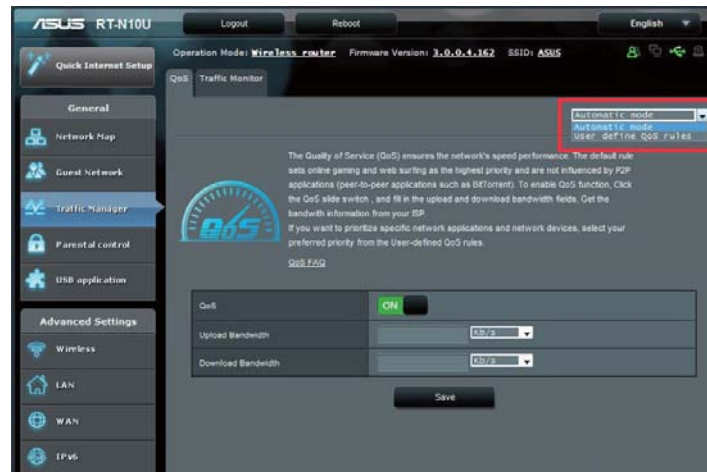 ASUS RT-N10U
Logout
Reboot
English
Quick Internet Setup
Operation Mode: Wireless router Firmware Version: 3.0.0.4.162 SSID: ASUS
QoS
Traffic Monitor
General
Network Map
Guest Network
Traffic Manager
Parental control
USB application
Advanced Settings
Wireless
LAN
WAN
IPv6
Automatic mode
Automatic mode
User define QoS rules
QoS
The Quality of Service (QoS) ensures the network's speed performance. The default rule
sets online gaming and web surfing as the highest priority and are not influenced by P2P
applications (peer-to-peer applications such as BitTorrent). To enable QoS function, Click
the QoS slide switch , and fill in the upload and download bandwidth fields. Get the
bandwith information from your ISP.
If you want to prioritize specific network applications and network devices, select your
preferred priority from the User-defined QoS rules.
QoS FAQ
QoS
ON
Upload Bandwidth
Kb/s
Download Bandwidth
Kb/s
Save